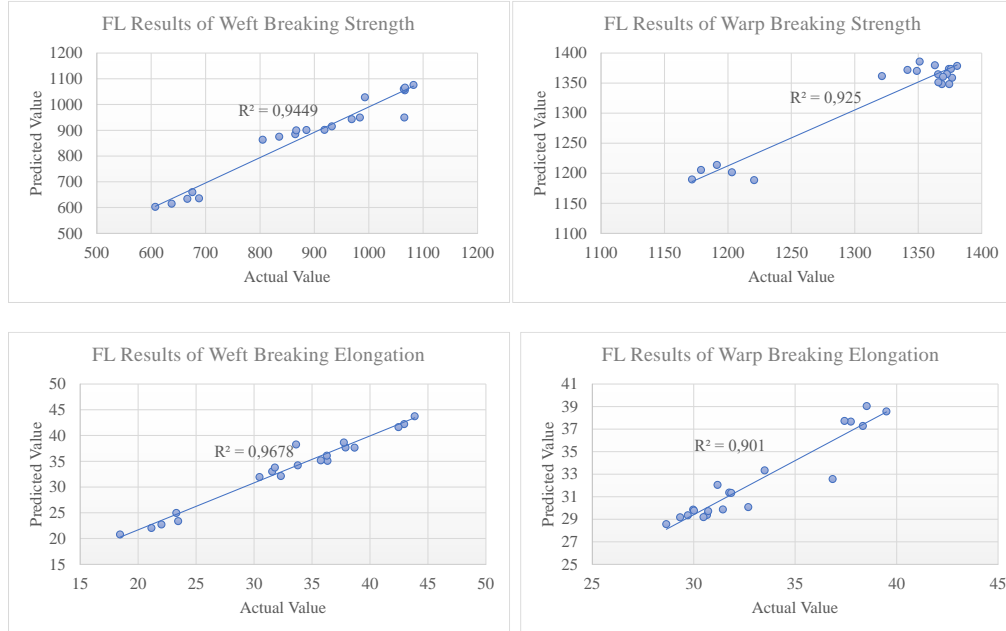 FL Results of Weft Breaking Strength
1200
1100
1000
900
800
700
600
500
Predicted Value
R² = 0,9449
500 600 700 800 900 1000 1100 1200
Actual Value
FL Results of Warp Breaking Strength
1400
1350
1300
1250
1200
1150
1100
Predicted Value
R² = 0,925
1100 1150 1200 1250 1300 1350 1400
Actual Value
FL Results of Weft Breaking Elongation
50
45
40
35
30
25
20
15
Predicted Value
R² = 0,9678
15 20 25 30 35 40 45 50
Actual Value
FL Results of Warp Breaking Elongation
41
39
37
35
33
31
29
27
25
Predicted Value
R² = 0,901
25 30 35 40 45
Actual Value